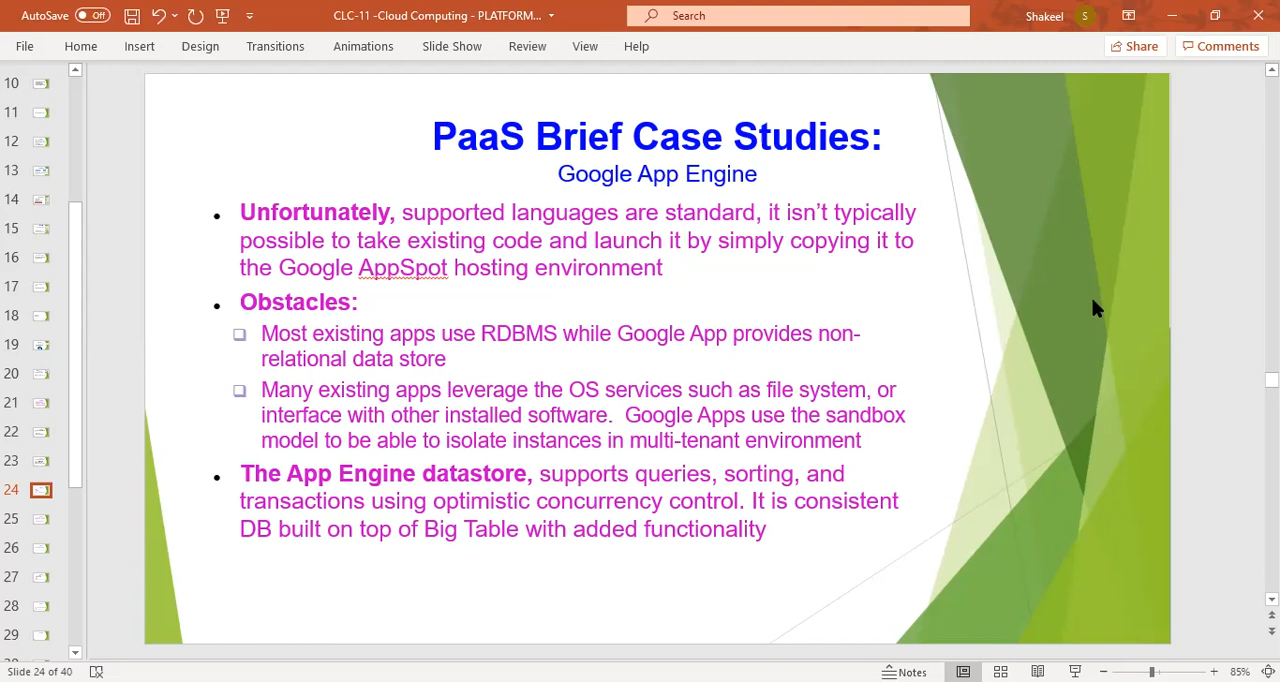 AutoSave Off CLC-11 -Cloud Computing - PLATFORM... Search Shakeel S
File Home Insert Design Transitions Animations Slide Show Review View Help Share Comments
10
11
12
13
14
15
16
17
18
19
20
21
22
23
24
25
26
27
28
29
PaaS Brief Case Studies:
Google App Engine
• Unfortunately, supported languages are standard, it isn’t typically
possible to take existing code and launch it by simply copying it to
the Google AppSpot hosting environment
• Obstacles:
Most existing apps use RDBMS while Google App provides non-
relational data store
Many existing apps leverage the OS services such as file system, or
interface with other installed software. Google Apps use the sandbox
model to be able to isolate instances in multi-tenant environment
• The App Engine datastore, supports queries, sorting, and
transactions using optimistic concurrency control. It is consistent
DB built on top of Big Table with added functionality
Slide 24 of 40 Notes 85%